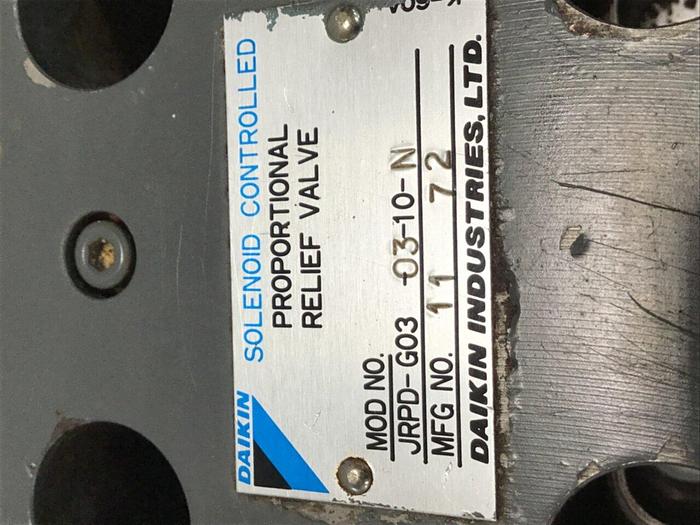 DAIKIN
SOLENOID CONTROLLED
PROPORTIONAL
RELIEF VALVE
MOD NO.
JRPD-G03 03-10-N
MFG NO. 11 72
DAIKIN INDUSTRIES, LTD.